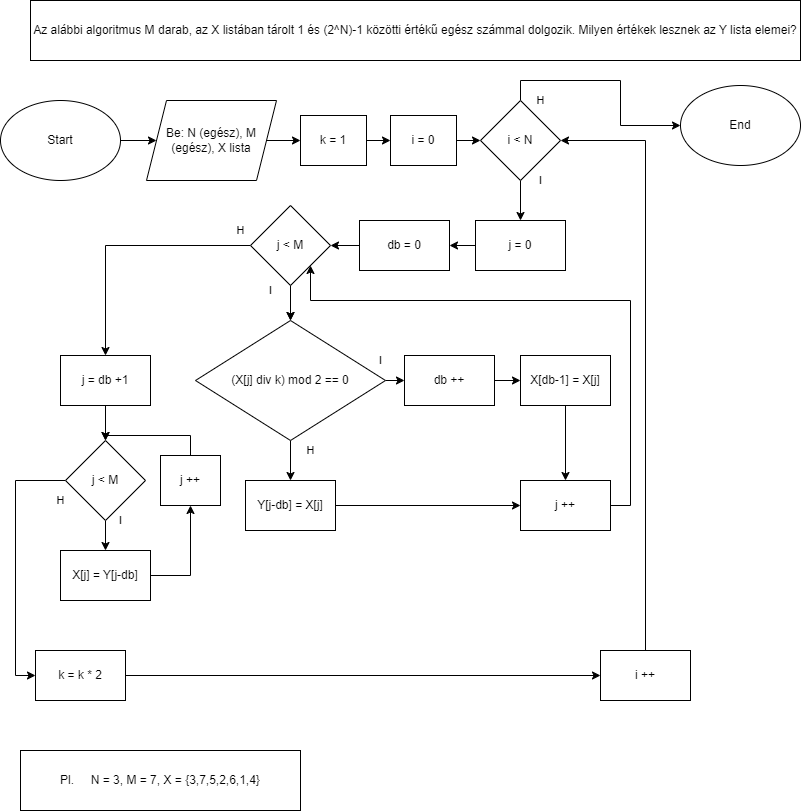 Az alábbi algoritmus M darab, az X listában tárolt 1 és (2^N)-1 közötti értékű egész számmal dolgozik. Milyen értékek lesznek az Y lista elemei?
H
Start
Be: N (egész), M
(egész), X lista
k = 1
i = 0
i < N
End
I
H
j < M
db = 0
j = 0
I
I
j = db +1
(X[j] div k) mod 2 == 0
db ++
X[db-1] = X[j]
H
j < M
j ++
H
I
Y[j-db] = X[j]
j ++
X[j] = Y[j-db]
k = k * 2
i ++
Pl. N = 3, M = 7, X = {3,7,5,2,6,1,4}